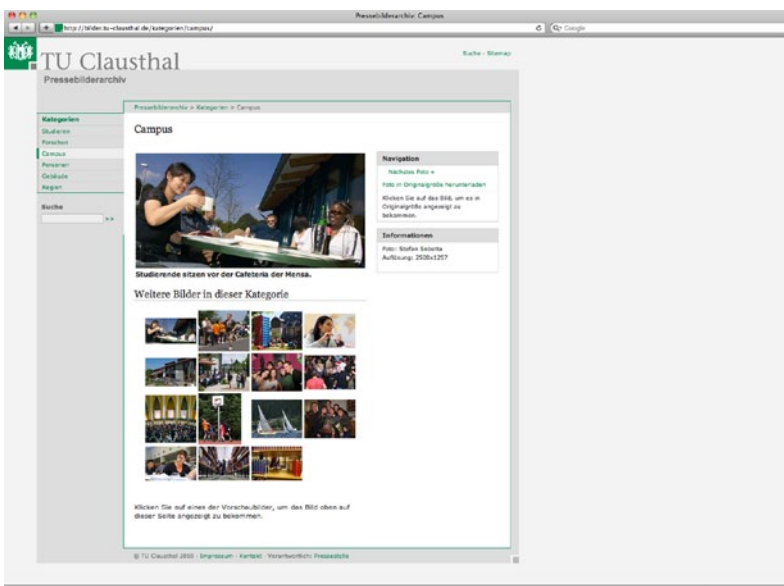 Pressebilderarchiv: Campus
http://bilder.tu-clausthal.de/kategorien/campus/
Google
TU Clausthal
Suche - Sitemap
Pressebilderarchiv
Pressebilderarchiv > Kategorien > Campus
Kategorien
Studieren
Forschen
Campus
Personen
Gebäude
Region
Suche
>>
Campus
Studierende sitzen vor der Cafeteria der Mensa.
Navigation
Nächstes Foto »
Foto in Originalgröße herunterladen
Klicken Sie auf das Bild, um es in
Originalgröße angezeigt zu
bekommen.
Informationen
Foto: Stefan Sobotta
Auflösung: 2500x1257
Weitere Bilder in dieser Kategorie
Klicken Sie auf eines der Vorschaubilder, um das Bild oben auf
dieser Seite angezeigt zu bekommen.
© TU Clausthal 2010 · Impressum · Kontakt · Verantwortlich: Pressestelle